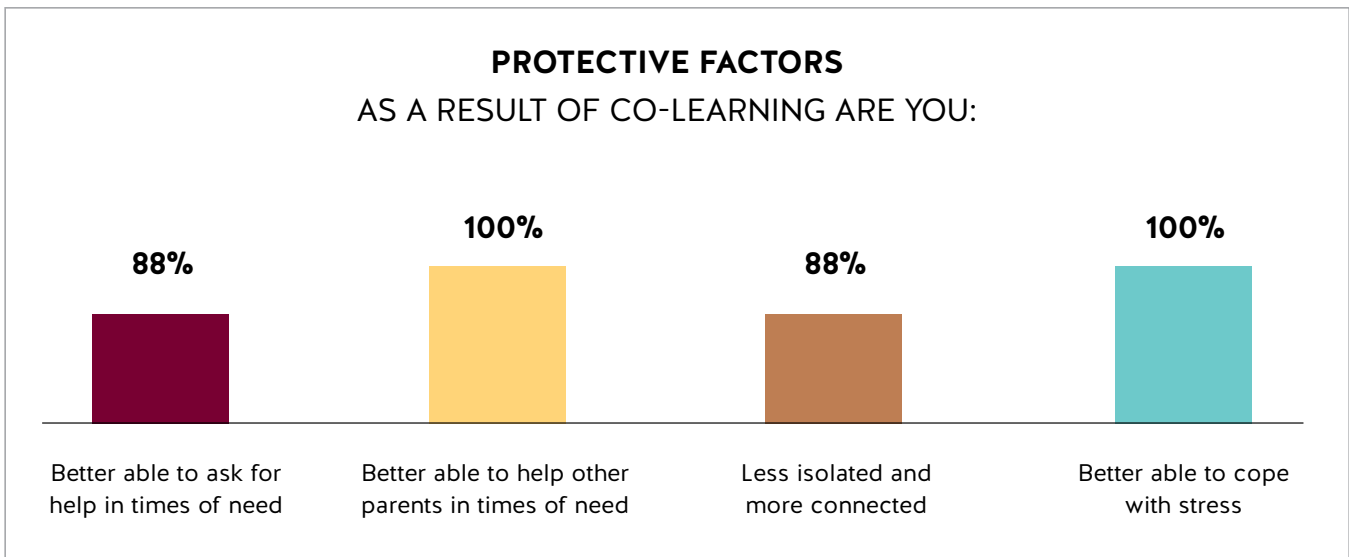 PROTECTIVE FACTORS
AS A RESULT OF CO-LEARNING ARE YOU:
88%
100%
88%
100%
Better able to ask for
help in times of need
Better able to help other
parents in times of need
Less isolated and
more connected
Better able to cope
with stress